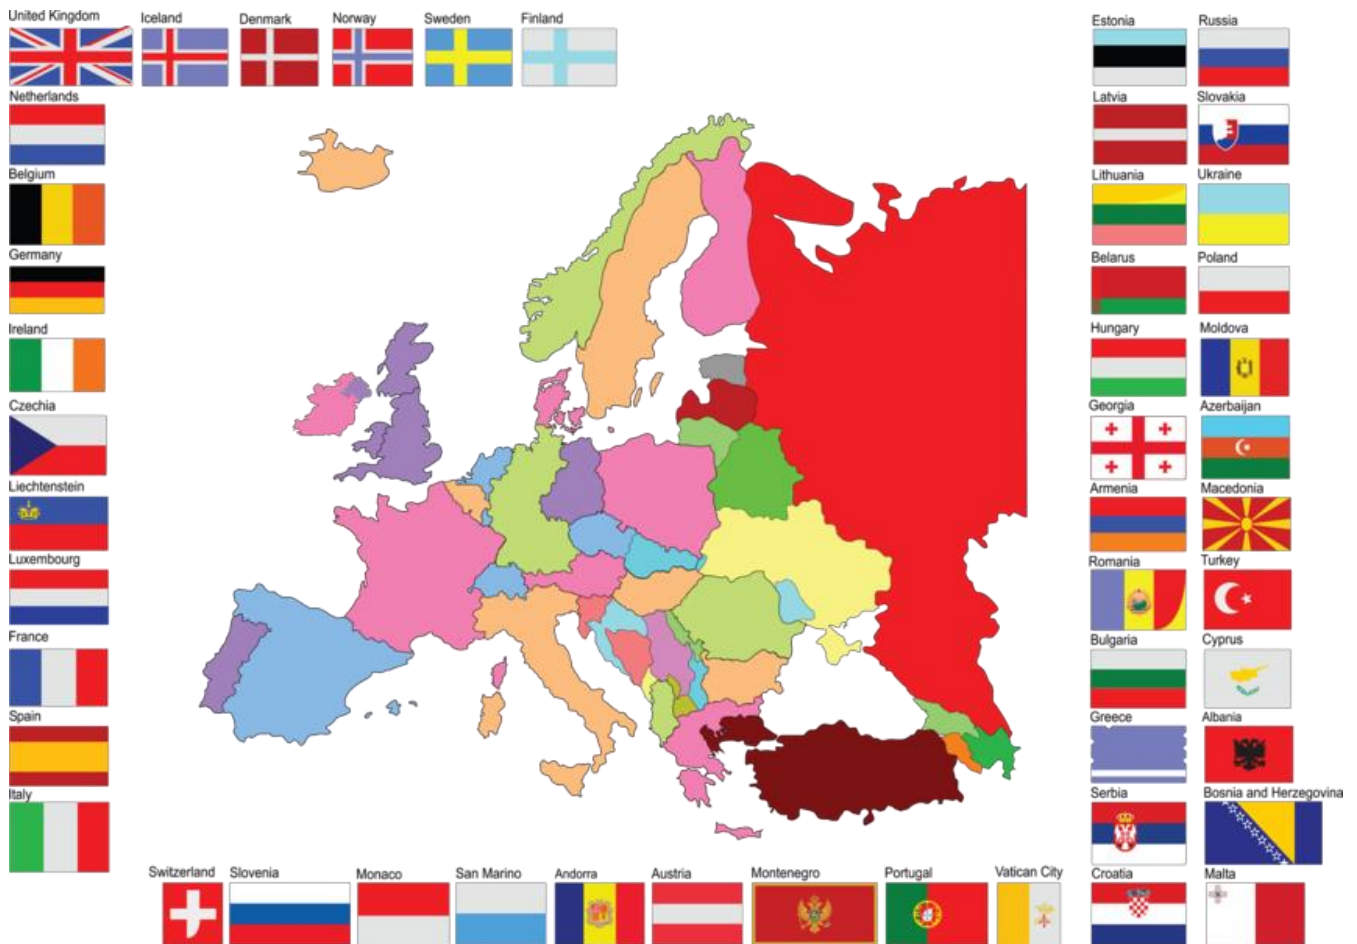 United Kingdom
Iceland
Denmark
Norway
Sweden
Finland
Netherlands
Belgium
Germany
Ireland
Czechia
Liechtenstein
Luxembourg
France
Spain
Italy
Estonia
Russia
Latvia
Slovakia
Lithuania
Ukraine
Belarus
Poland
Hungary
Moldova
Georgia
Azerbaijan
Armenia
Macedonia
Romania
Turkey
Bulgaria
Cyprus
Greece
Albania
Serbia
Bosnia and Herzegovina
Croatia
Malta
Switzerland
Slovenia
Monaco
San Marino
Andorra
Austria
Montenegro
Portugal
Vatican City